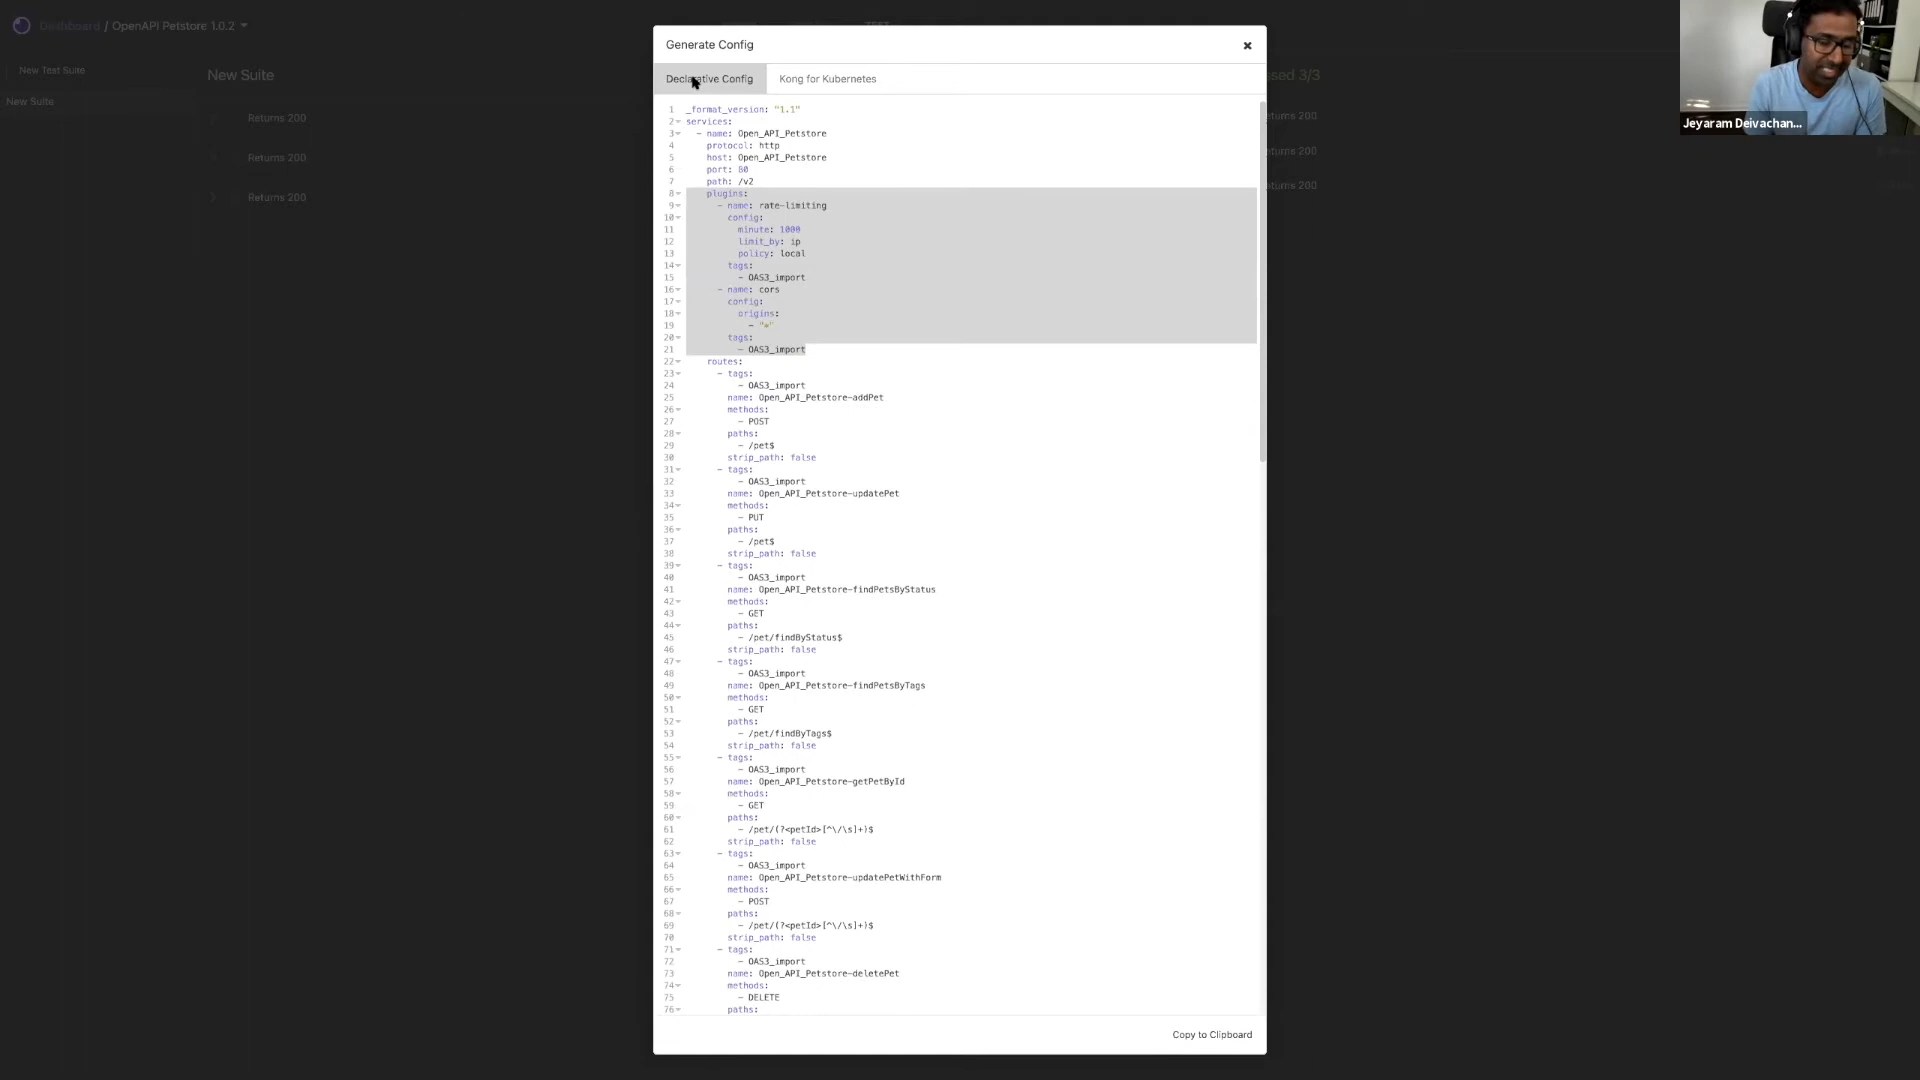 Dashboard / OpenAPI Petstore 1.0.2
New Test Suite
New Suite
New Suite
Returns 200
Returns 200
Returns 200
Generate Config
Declarative Config
Kong for Kubernetes
1 _format_version: "1.1"
2 services:
3 - name: Open_API_Petstore
4 protocol: http
5 host: Open_API_Petstore
6 port: 80
7 path: /v2
8 plugins:
9 - name: rate-limiting
10 config:
11 minute: 1000
12 limit_by: ip
13 policy: local
14 tags:
15 - OAS3_import
16 - name: cors
17 config:
18 origins:
19 - "*"
20 tags:
21 - OAS3_import
22 routes:
23 - tags:
24 - OAS3_import
25 name: Open_API_Petstore-addPet
26 methods:
27 - POST
28 paths:
29 - /pet$
30 strip_path: false
31 - tags:
32 - OAS3_import
33 name: Open_API_Petstore-updatePet
34 methods:
35 - PUT
36 paths:
37 - /pet$
38 strip_path: false
39 - tags:
40 - OAS3_import
41 name: Open_API_Petstore-findPetsByStatus
42 methods:
43 - GET
44 paths:
45 - /pet/findByStatus$
46 strip_path: false
47 - tags:
48 - OAS3_import
49 name: Open_API_Petstore-findPetsByTags
50 methods:
51 - GET
52 paths:
53 - /pet/findByTags$
54 strip_path: false
55 - tags:
56 - OAS3_import
57 name: Open_API_Petstore-getPetById
58 methods:
59 - GET
60 paths:
61 - /pet/(?<petId>[^\/\s]+)$
62 strip_path: false
63 - tags:
64 - OAS3_import
65 name: Open_API_Petstore-updatePetWithForm
66 methods:
67 - POST
68 paths:
69 - /pet/(?<petId>[^\/\s]+)$
70 strip_path: false
71 - tags:
72 - OAS3_import
73 name: Open_API_Petstore-deletePet
74 methods:
75 - DELETE
76 paths:
Copy to Clipboard
ssed 3/3
eturns 200
eturns 200
eturns 200
Jeyaram Deivachan...